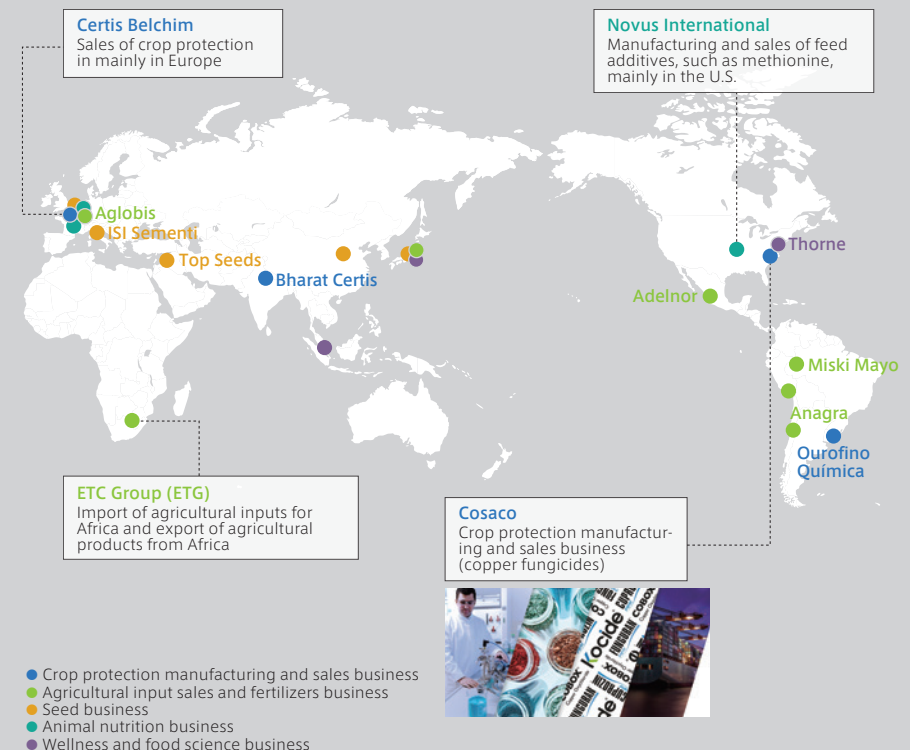 Certis Belchim
Sales of crop protection
in mainly in Europe
Novus International
Manufacturing and sales of feed
additives, such as methionine,
mainly in the U.S.
Aglobis
ISI Sementi
Top Seeds
Bharat Certis
Thorne
Adelnor
Miski Mayo
Anagra
Ourofino
Química
ETC Group (ETG)
Import of agricultural inputs for
Africa and export of agricultural
products from Africa
Cosaco
Crop protection manufactur-
ing and sales business
(copper fungicides)
Kocide
COBOX
FUNGURAN
Crop protection manufacturing and sales business
Agricultural input sales and fertilizers business
Seed business
Animal nutrition business
Wellness and food science business